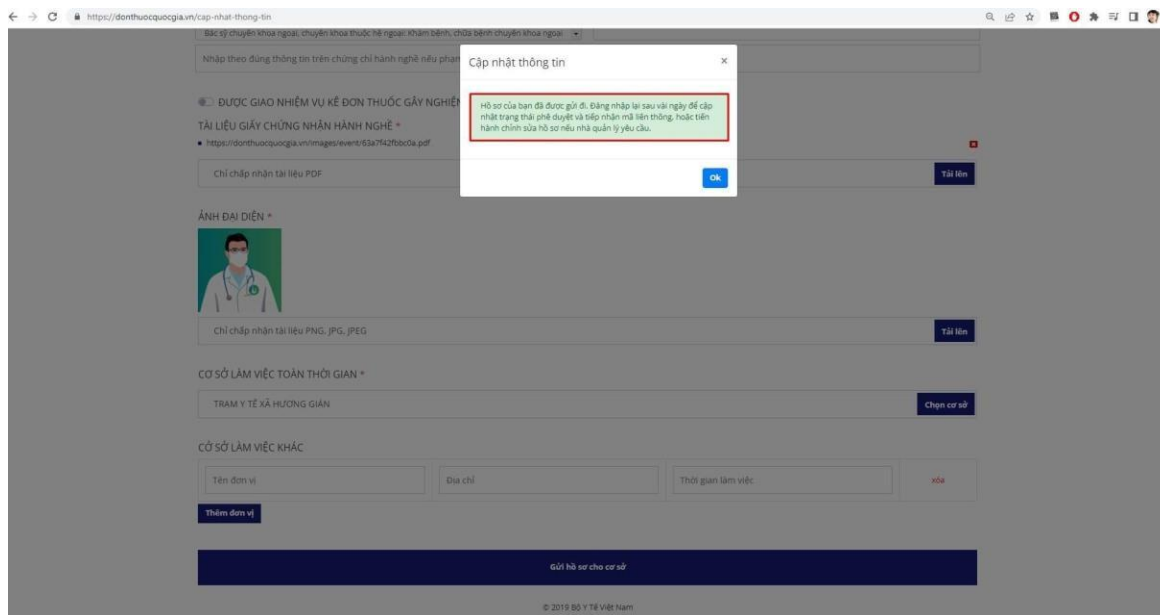 https://donthuocquocgia.vn/cap-nhat-thong-tin
Bác sỹ chuyên khoa ngoại, chuyên khoa thuộc hệ ngoại: Khám bệnh, chữa bệnh chuyên khoa ngoại
Nhập theo đúng thông tin trên chứng chỉ hành nghề nếu phạm
Cập nhật thông tin
×
Hồ sơ của bạn đã được gửi đi. Đăng nhập lại sau vài ngày để cập
nhật trạng thái phê duyệt và tiếp nhận mã liên thông, hoặc tiến
hành chỉnh sửa hồ sơ nếu nhà quản lý yêu cầu.
Ok
ĐƯỢC GIAO NHIỆM VỤ KÊ ĐƠN THUỐC GÂY NGHIỆN
TÀI LIỆU GIẤY CHỨNG NHẬN HÀNH NGHỀ *
https://donthuocquocgia.vn/images/event/63a7f42fbbc0a.pdf
Chỉ chấp nhận tài liệu PDF
Tải lên
ẢNH ĐẠI DIỆN *
Chỉ chấp nhận tài liệu PNG, JPG, JPEG
Tải lên
CƠ SỞ LÀM VIỆC TOÀN THỜI GIAN *
TRẠM Y TẾ XÃ HƯƠNG GIÁN
Chọn cơ sở
CỞ SỞ LÀM VIỆC KHÁC
Tên đơn vị
Địa chỉ
Thời gian làm việc
xóa
Thêm đơn vị
Gửi hồ sơ cho cơ sở
© 2019 Bộ Y Tế Việt Nam